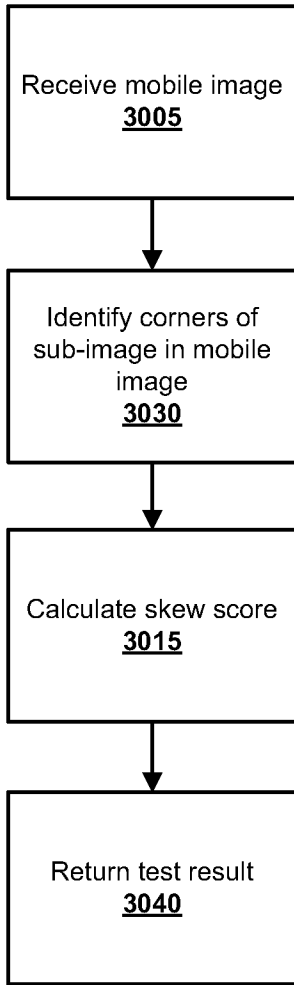 Receive mobile image
3005
Identify corners of
sub-image in mobile
image
3030
Calculate skew score
3015
Return test result
3040